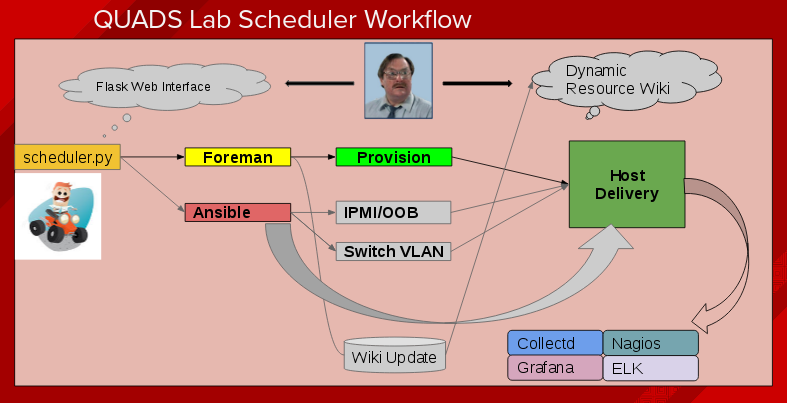 QUADS Lab Scheduler Workflow
Flask Web Interface
Dynamic
Resource Wiki
scheduler.py
Foreman
Provision
Host
Delivery
Ansible
IPMI/OOB
Switch VLAN
Wiki Update
Collectd
Nagios
Grafana
ELK